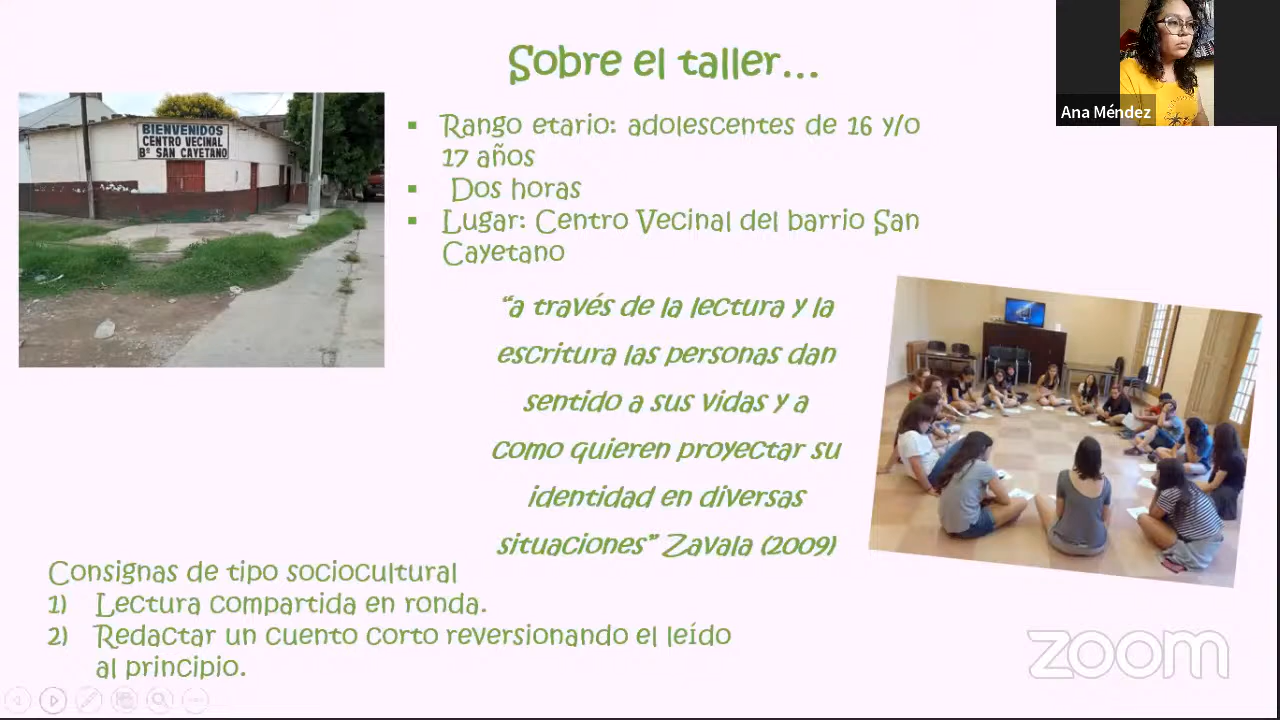 Sobre el taller...
Ana Méndez
BIENVENIDOS
CENTRO VECINAL
Bº SAN CAYETANO
▪ Rango etario: adolescentes de 16 y/o
17 años
▪ Dos horas
▪ Lugar: Centro Vecinal del barrio San
Cayetano
“a través de la lectura y la
escritura las personas dan
sentido a sus vidas y a
como quieren proyectar su
identidad en diversas
situaciones” Zavala (2009)
Consignas de tipo sociocultural
1) Lectura compartida en ronda.
2) Redactar un cuento corto reversionando el leído
al principio.
zoom